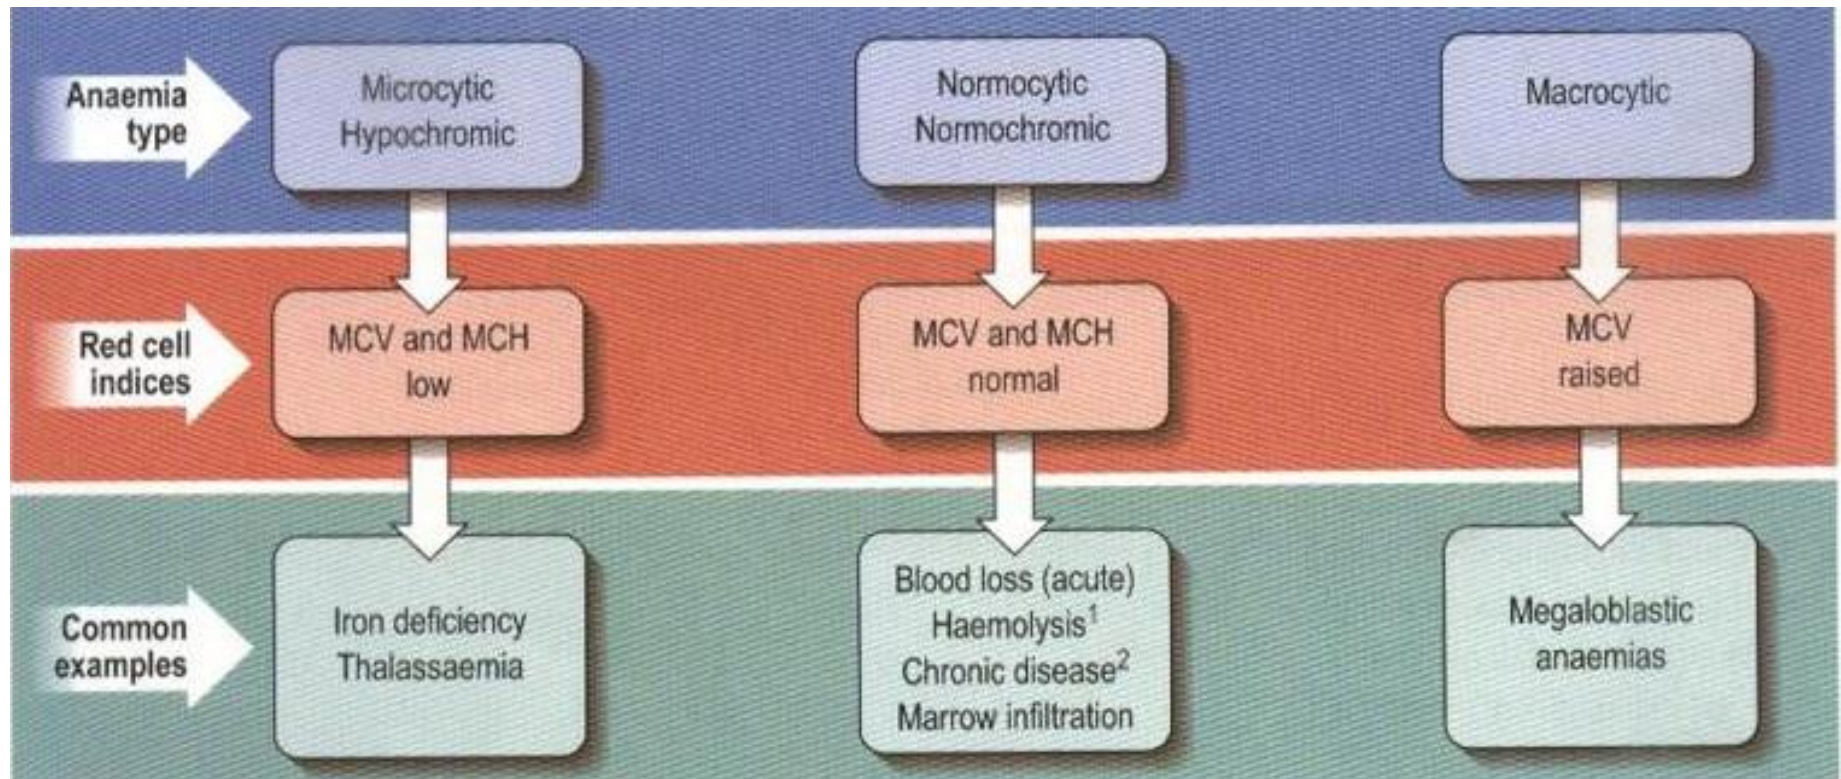 Anaemia
type
Microcytic
Hypochromic
Normocytic
Normochromic
Macrocytic
Red cell
indices
MCV and MCH
low
MCV and MCH
normal
MCV
raised
Common
examples
Iron deficiency
Thalassaemia
Blood loss (acute)
Haemolysis¹
Chronic disease²
Marrow infiltration
Megaloblastic
anaemias